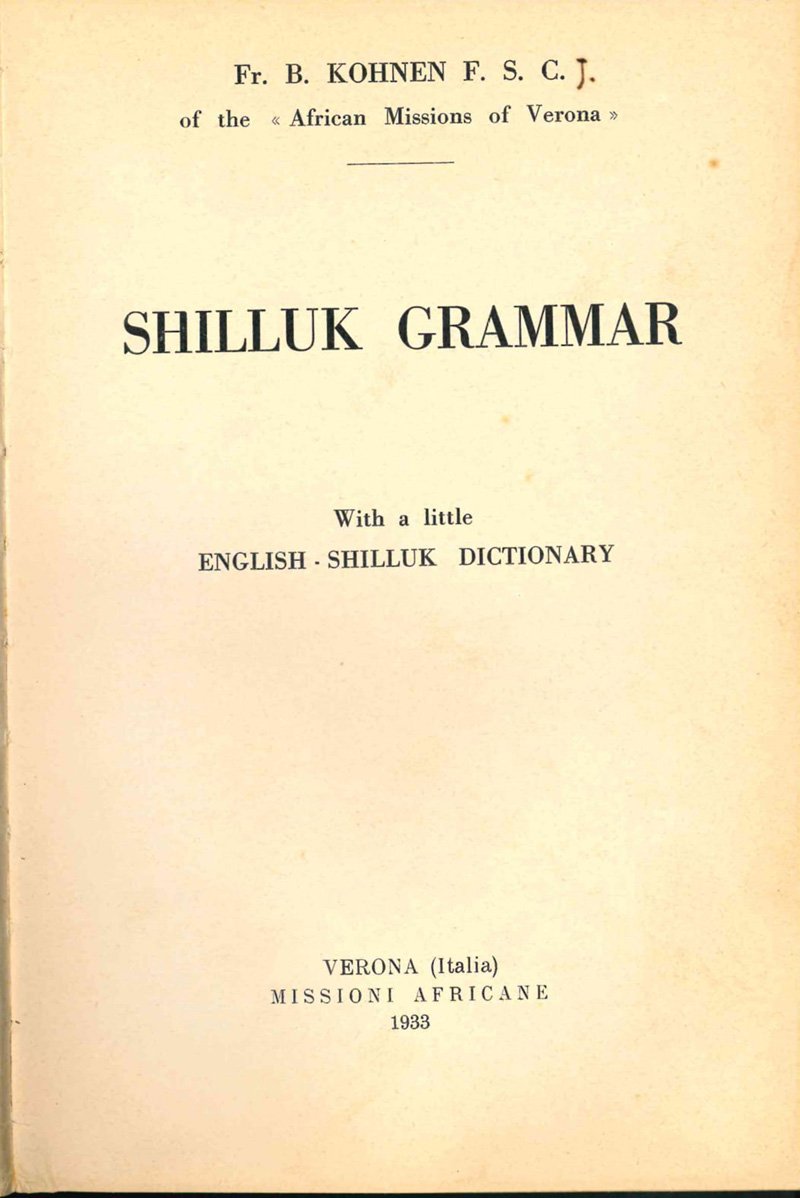 Fr. B. KOHNEN F. S. C. J.
of the « African Missions of Verona »
SHILLUK GRAMMAR
With a little
ENGLISH - SHILLUK DICTIONARY
VERONA (Italia)
MISSIONI AFRICANE
1933